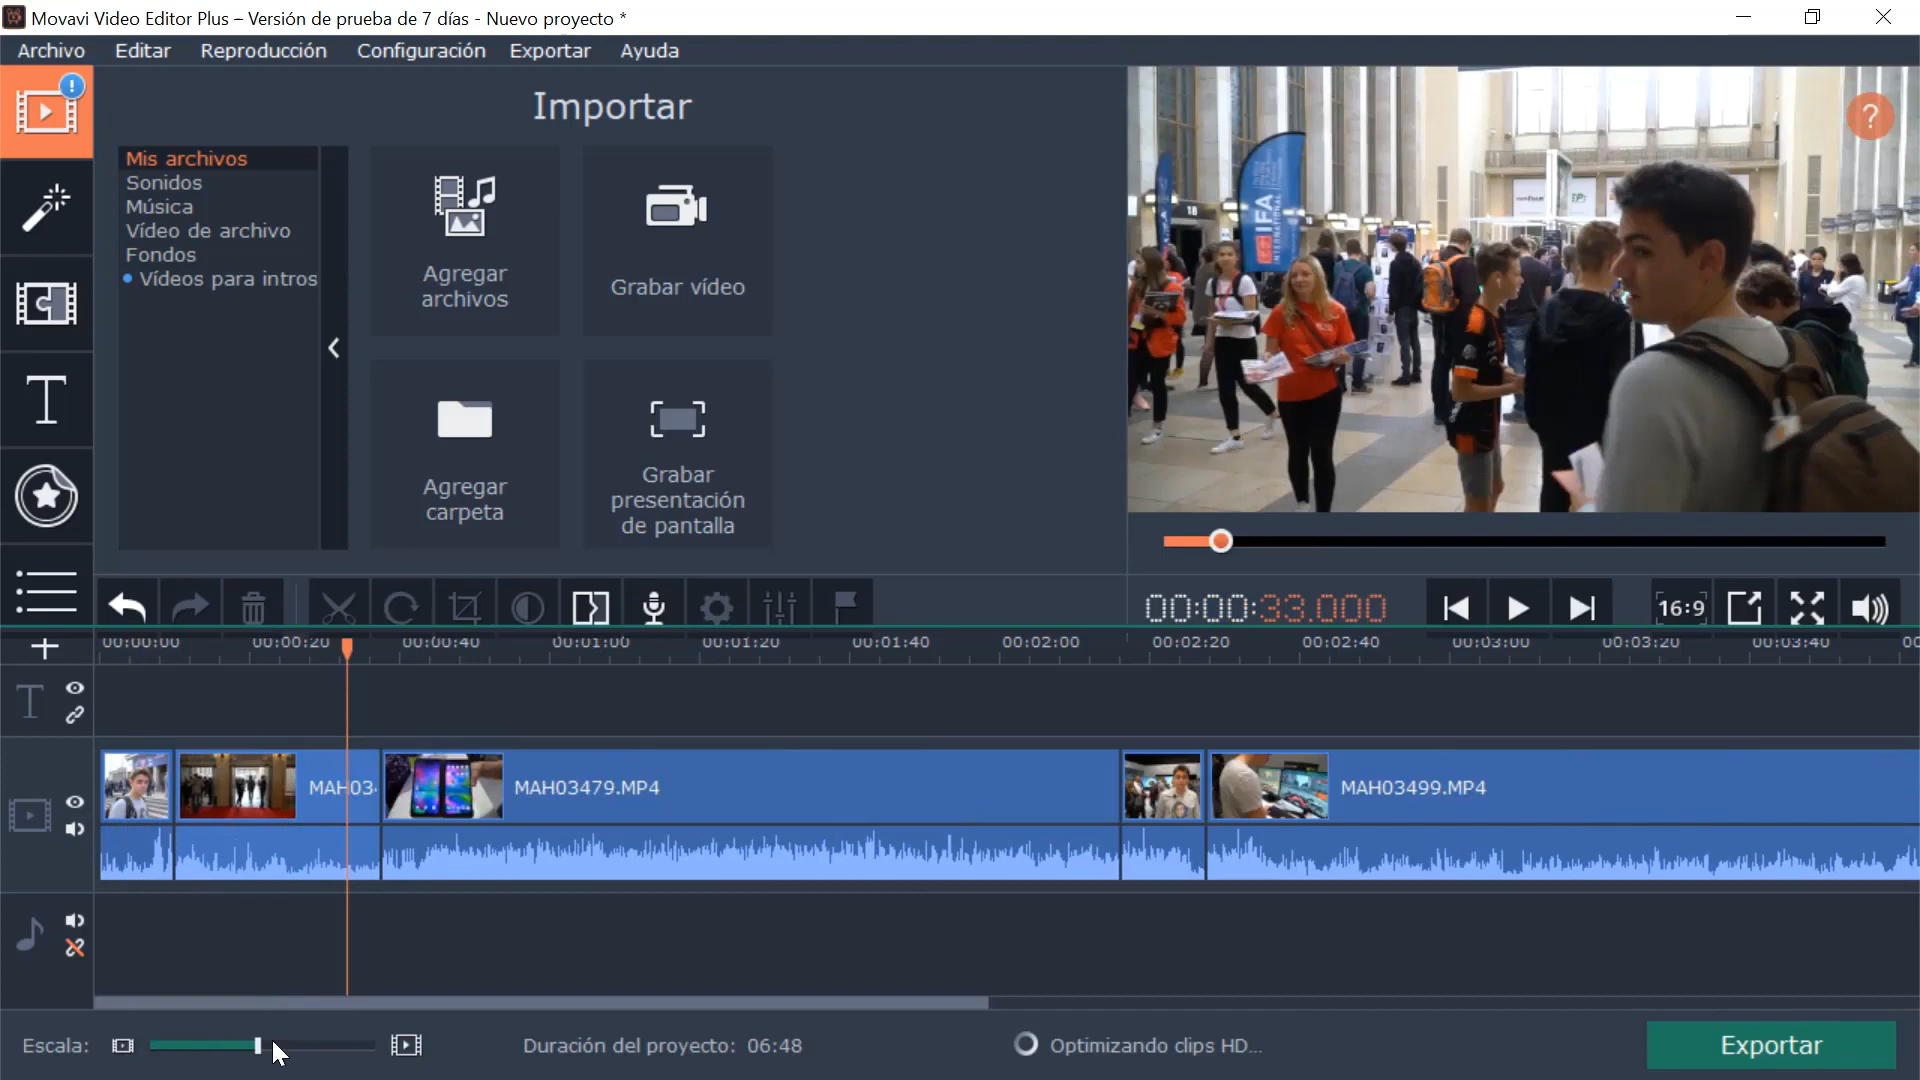 Movavi Video Editor Plus – Versión de prueba de 7 días - Nuevo proyecto *
Archivo Editar Reproducción Configuración Exportar Ayuda
Importar
Mis archivos
Sonidos
Música
Vídeo de archivo
Fondos
Vídeos para intros
Agregar
archivos
Grabar vídeo
Agregar
carpeta
Grabar
presentación
de pantalla
18
IFA
INTERNATIONAL
?
00:00:33.000
16:9
00:00:00 00:00:20 00:00:40 00:01:00 00:01:20 00:01:40 00:02:00 00:02:20 00:02:40 00:03:00 00:03:20 00:03:40
MAH03
MAH03479.MP4
MAH03499.MP4
Escala:
Duración del proyecto: 06:48
Optimizando clips HD...
Exportar